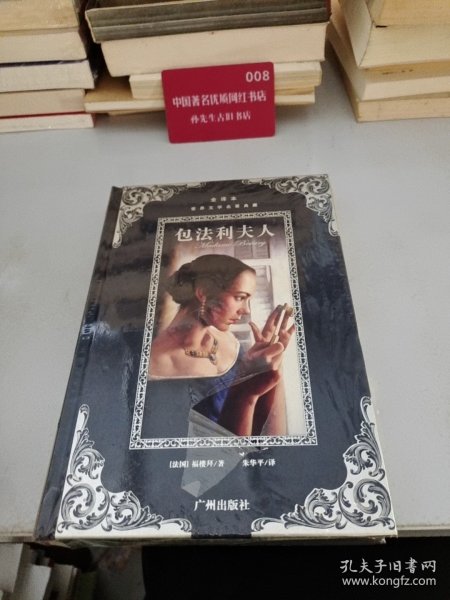 008
中国著名优质网红书店
孙先生古旧书店
全译本
世界文学名著典藏
包法利夫人
Madame Bovary
[法国] 福楼拜/著 朱华平/译
广州出版社
孔夫子旧书网
www.kongfz.com